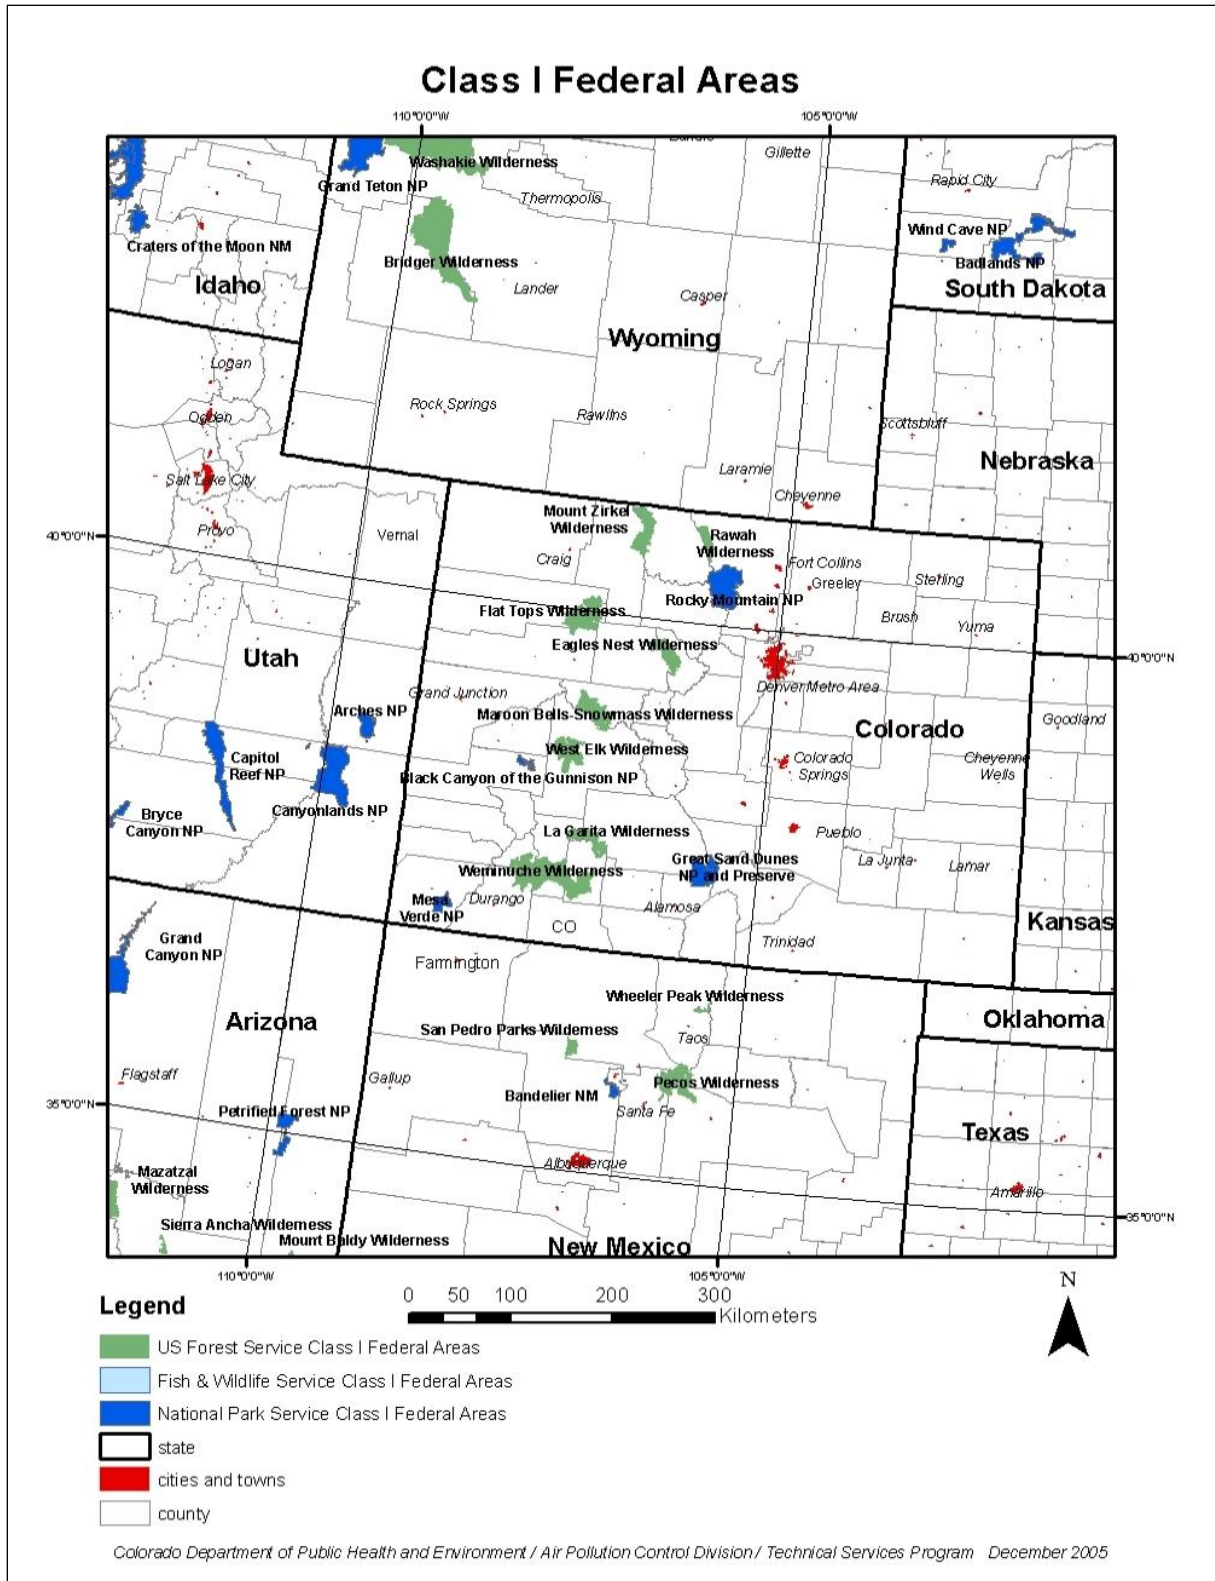 Class I Federal Areas
110°0'0"W
105°0'0"W
Gillette
Washakie Wilderness
Grand Teton NP
Thermopolis
Rapid City
Wind Cave NP
Badlands NP
South Dakota
Craters of the Moon NM
Idaho
Bridger Wilderness
Lander
Casper
Wyoming
Logan
Ogden
Rock Springs
Rawlins
Scottsbluff
Nebraska
Salt Lake City
Laramie
Cheyenne
Provo
Vernal
40°0'0"N
Mount Zirkel
Wilderness
Rawah
Wilderness
Craig
Fort Collins
Greeley
Sterling
Rocky Mountain NP
Flat Tops Wilderness
Brush
Yuma
Eagles Nest Wilderness
40°0'0"N
Utah
Denver Metro Area
Grand Junction
Arches NP
Maroon Bells-Snowmass Wilderness
Colorado
Goodland
Capitol
Reef NP
West Elk Wilderness
Colorado
Springs
Cheyenne
Wells
Black Canyon of the Gunnison NP
Canyonlands NP
Bryce
Canyon NP
La Garita Wilderness
Pueblo
Weminuche Wilderness
Great Sand Dunes
NP and Preserve
La Junta
Lamar
Mesa
Verde NP
Durango
Alamosa
CO
Kansas
Grand
Canyon NP
Trinidad
Farmington
Wheeler Peak Wilderness
Arizona
San Pedro Parks Wilderness
Taos
Oklahoma
Flagstaff
Gallup
Bandelier NM
Pecos Wilderness
Santa Fe
35°0'0"N
Petrified Forest NP
Texas
Albuquerque
Mazatzal
Wilderness
Amarillo
35°0'0"N
Sierra Ancha Wilderness
Mount Baldy Wilderness
New Mexico
110°0'0"W
105°0'0"W
N
Legend
0 50 100 200 300
Kilometers
US Forest Service Class I Federal Areas
Fish & Wildlife Service Class I Federal Areas
National Park Service Class I Federal Areas
state
cities and towns
county
Colorado Department of Public Health and Environment / Air Pollution Control Division / Technical Services Program December 2005